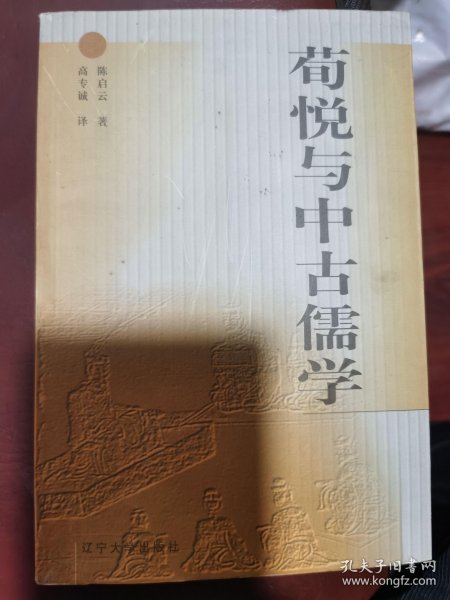 荀悦与中古儒学
陈启云 著
高专诚 译
辽宁大学出版社
孔夫子旧书网
www.kongfz.com